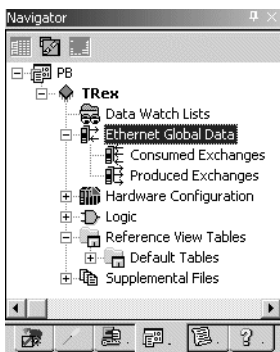 Navigator
PB
TRex
Data Watch Lists
Ethernet Global Data
Consumed Exchanges
Produced Exchanges
Hardware Configuration
Logic
Reference View Tables
Default Tables
Supplemental Files